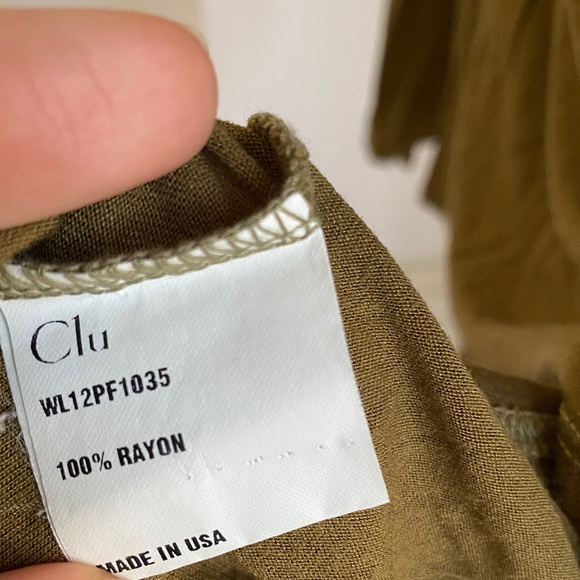 Clu
WL12PF1035
100% RAYON
MADE IN USA